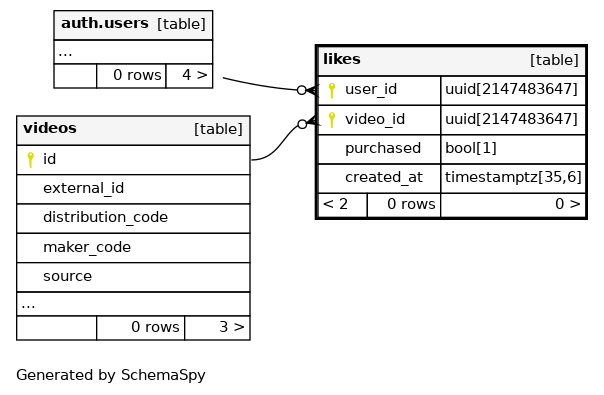 auth.users [table]
...
0 rows 4 >
videos [table]
id
external_id
distribution_code
maker_code
source
...
0 rows 3 >
likes [table]
user_id uuid[2147483647]
video_id uuid[2147483647]
purchased bool[1]
created_at timestamptz[35,6]
< 2 0 rows 0 >
Generated by SchemaSpy